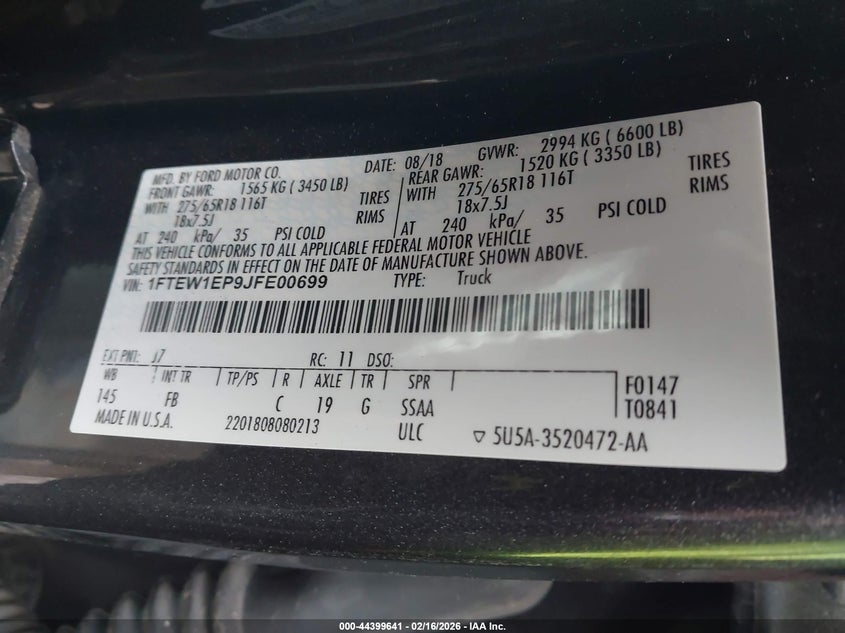 MFD. BY FORD MOTOR CO. DATE: 08/18 GVWR: 2994 KG ( 6600 LB)
FRONT GAWR: 1565 KG ( 3450 LB) REAR GAWR: 1520 KG ( 3350 LB)
WITH 275/65R18 116T TIRES WITH 275/65R18 116T TIRES
18x7.5J RIMS 18x7.5J RIMS
AT 240 kPa/ 35 PSI COLD AT 240 kPa/ 35 PSI COLD
THIS VEHICLE CONFORMS TO ALL APPLICABLE FEDERAL MOTOR VEHICLE
SAFETY STANDARDS IN EFFECT ON THE DATE OF MANUFACTURE SHOWN ABOVE.
VIN: 1FTEW1EP9JFE00699 TYPE: Truck
EXT PNT: J7 RC: 11 DSO:
WB INT TR TP/PS R AXLE TR SPR F0147
145 FB C 19 G SSAA T0841
MADE IN U.S.A. 2201808080213 ULC ▽ 5U5A-3520472-AA
000-44399641 / 02/16/2026 - IAA Inc.